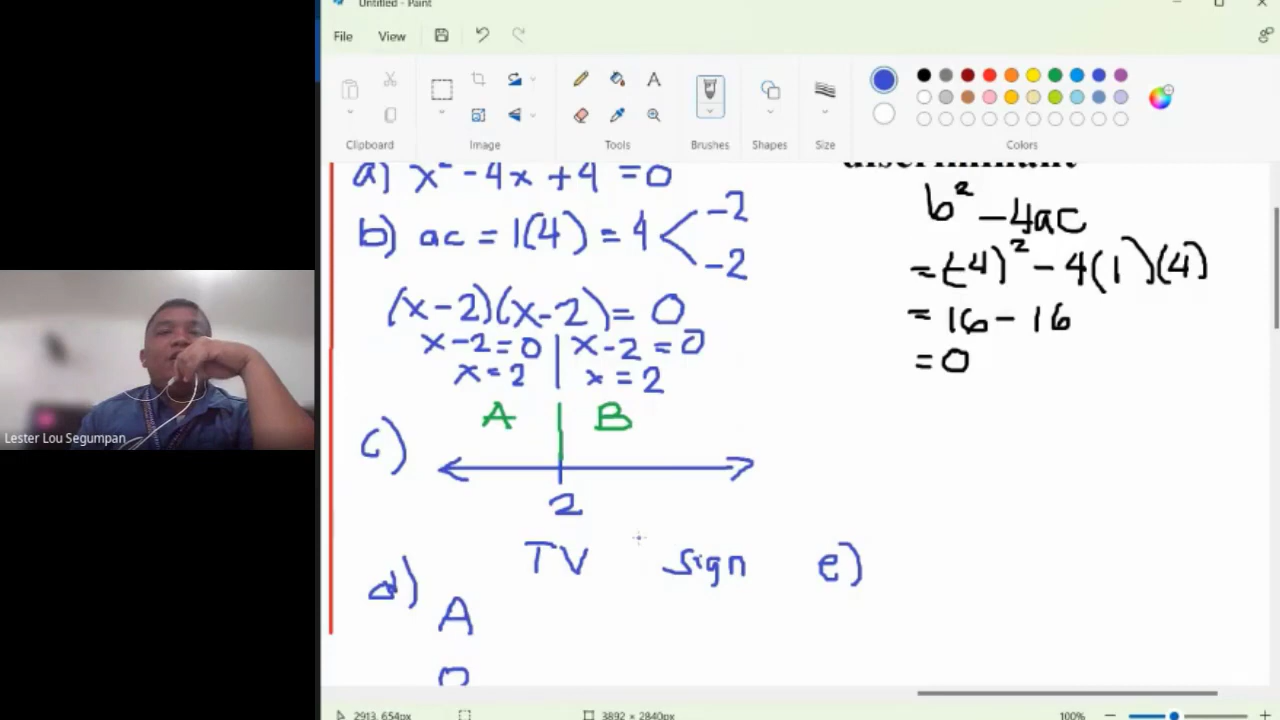 Untitled - Paint
File View
Clipboard Image Tools Brushes Shapes Size Colors
a) x² - 4x + 4 = 0
b) ac = 1(4) = 4 < -2
-2
(x-2)(x-2) = 0
x-2=0 | x-2=0
x=2 | x=2
A | B
c)
2
TV sign e)
d)
A
discriminant
b² - 4ac
= (-4)² - 4(1)(4)
= 16 - 16
= 0
Lester Lou Segumpan
2913, 654px 3892 × 2840px 100%